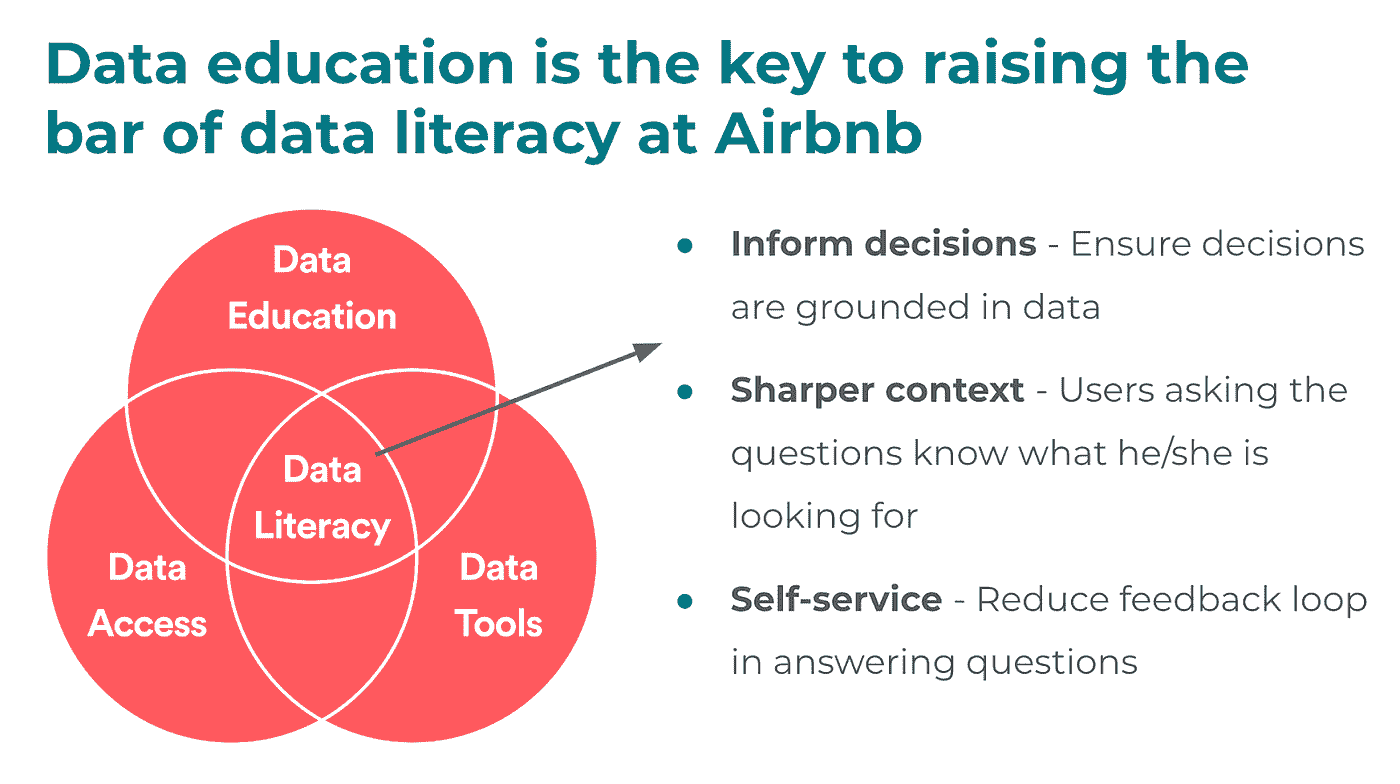 Data education is the key to raising the
bar of data literacy at Airbnb
Data
Education
Data
Literacy
Data
Access
Data
Tools
● Inform decisions - Ensure decisions
are grounded in data
● Sharper context - Users asking the
questions know what he/she is
looking for
● Self-service - Reduce feedback loop
in answering questions